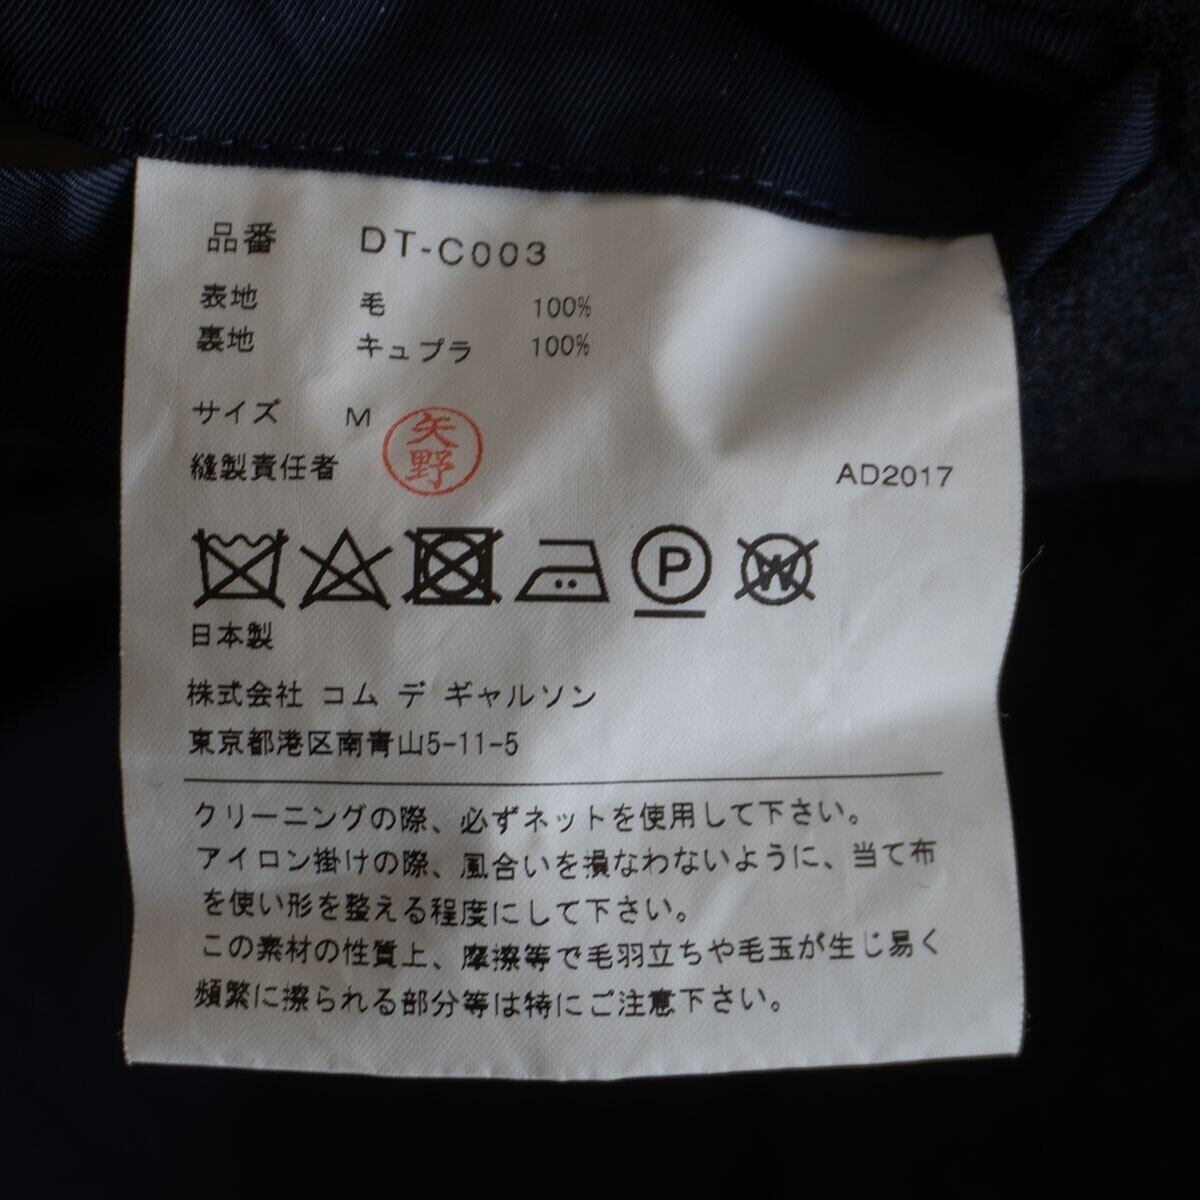 品番 DT-C003
表地 毛 100%
裏地 キュプラ 100%
サイズ M
矢野
縫製責任者
AD2017
P W
日本製
株式会社 コム デ ギャルソン
東京都港区南青山5-11-5
クリーニングの際、必ずネットを使用して下さい。
アイロン掛けの際、風合いを損なわないように、当て布
を使い形を整える程度にして下さい。
この素材の性質上、摩擦等で毛羽立ちや毛玉が生じ易く
頻繁に擦られる部分等は特にご注意下さい。